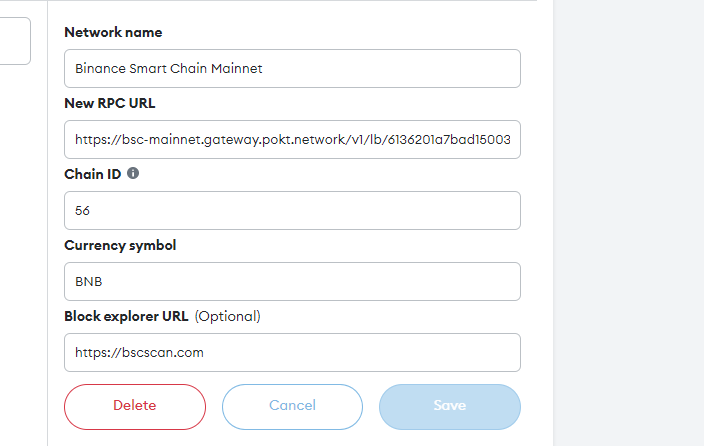 Network name
Binance Smart Chain Mainnet
New RPC URL
https://bsc-mainnet.gateway.pokt.network/v1/lb/6136201a7bad15003
Chain ID
56
Currency symbol
BNB
Block explorer URL (Optional)
https://bscscan.com
Delete Cancel Save